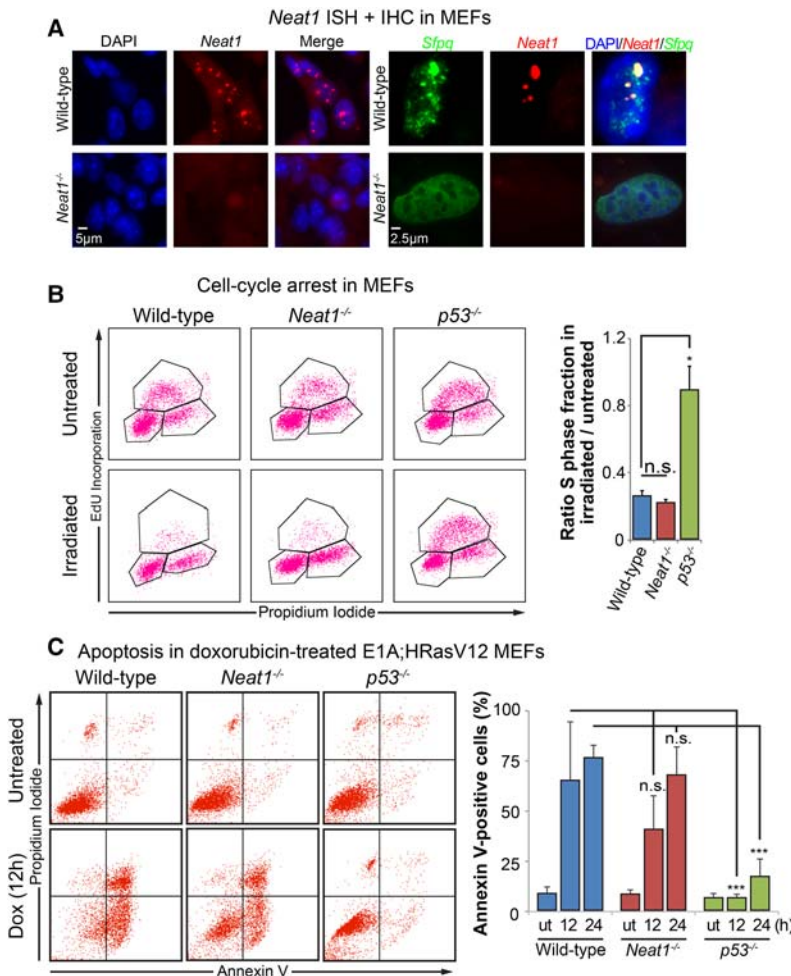 Neat1 ISH + IHC in MEFs
A
DAPI Neat1 Merge Sfpq Neat1 DAPI/Neat1/Sfpq
Wild-type Wild-type
Neat1-/- Neat1-/-
5µm 2.5µm
B
Cell-cycle arrest in MEFs
Wild-type Neat1-/- p53-/-
Untreated
Irradiated
EdU Incorporation
Propidium Iodide
Ratio S phase fraction in
irradiated / untreated
1.2
0.8
0.4
0
*
n.s.
Wild-type
Neat1-/-
p53-/-
C
Apoptosis in doxorubicin-treated E1A;HRasV12 MEFs
Wild-type Neat1-/- p53-/-
Untreated
Dox (12h)
Propidium Iodide
Annexin V
Annexin V-positive cells (%)
100
75
50
25
0
n.s.
n.s.
***
***
ut 12 24 ut 12 24 ut 12 24 (h)
Wild-type Neat1-/- p53-/-